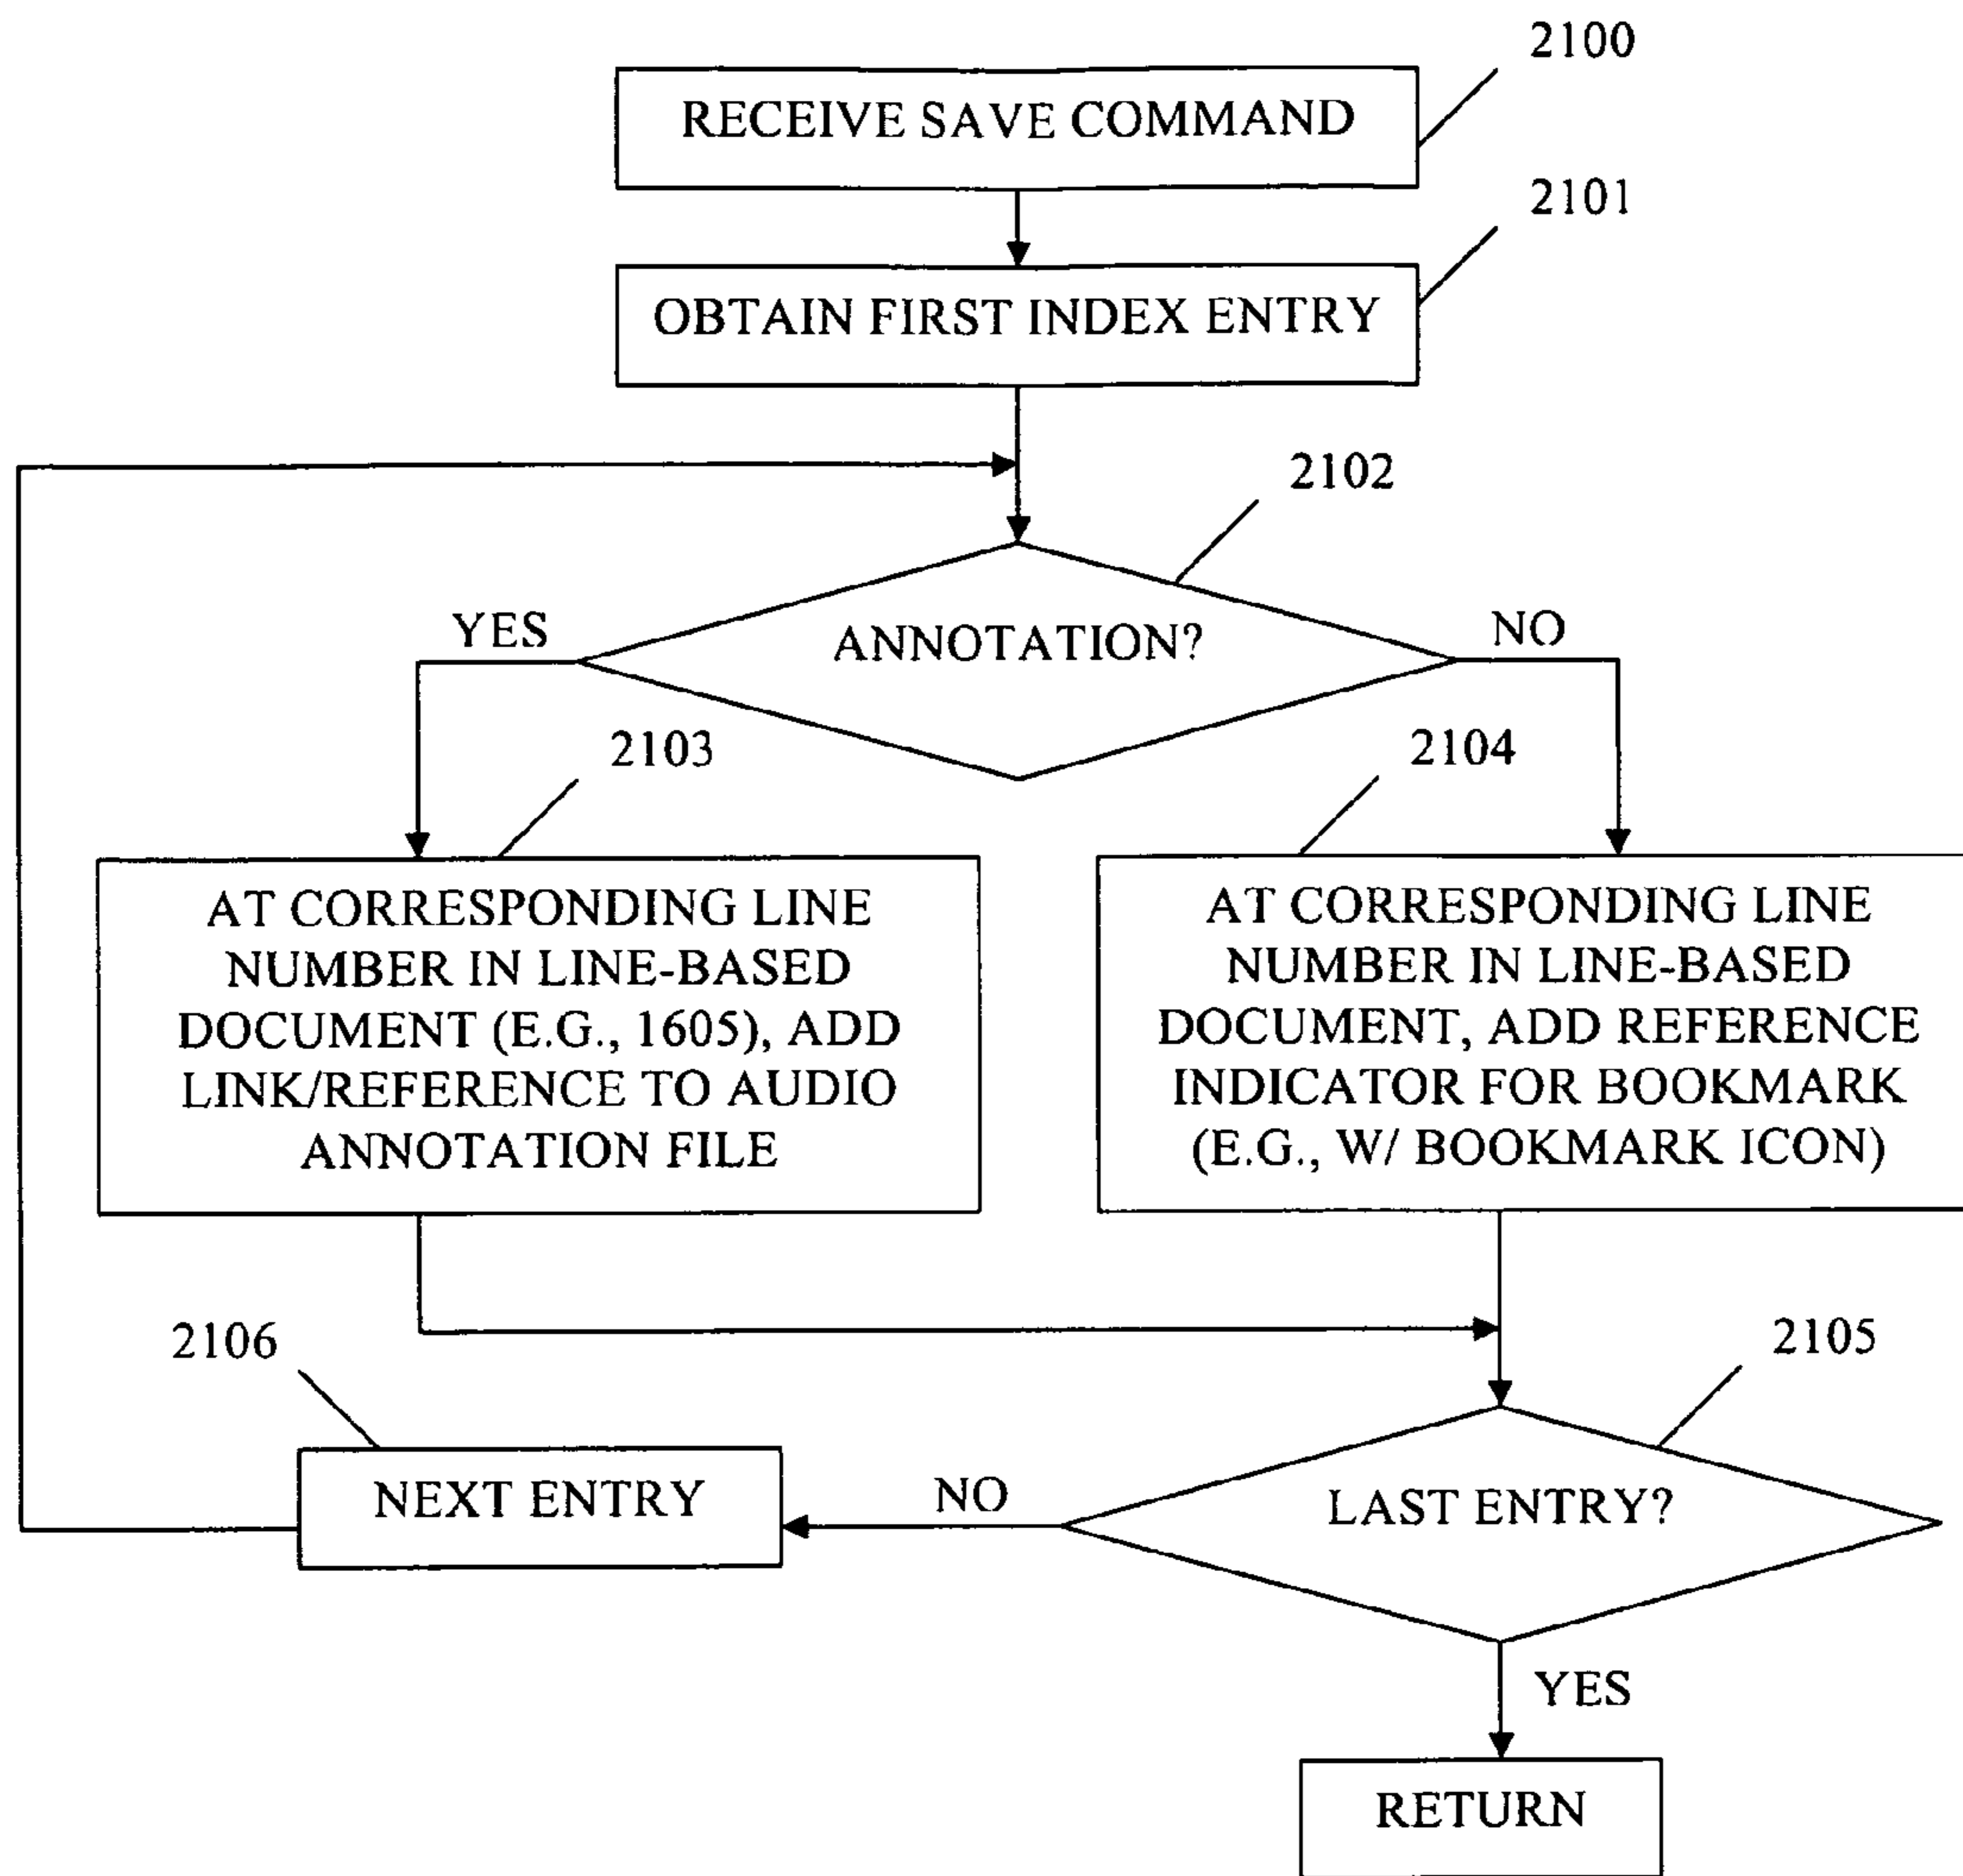 2100
RECEIVE SAVE COMMAND
2101
OBTAIN FIRST INDEX ENTRY
2102
YES
ANNOTATION?
NO
2103
2104
AT CORRESPONDING LINE
NUMBER IN LINE-BASED
DOCUMENT (E.G., 1605), ADD
LINK/REFERENCE TO AUDIO
ANNOTATION FILE
AT CORRESPONDING LINE
NUMBER IN LINE-BASED
DOCUMENT, ADD REFERENCE
INDICATOR FOR BOOKMARK
(E.G., W/ BOOKMARK ICON)
2106
2105
NEXT ENTRY
NO
LAST ENTRY?
YES
RETURN